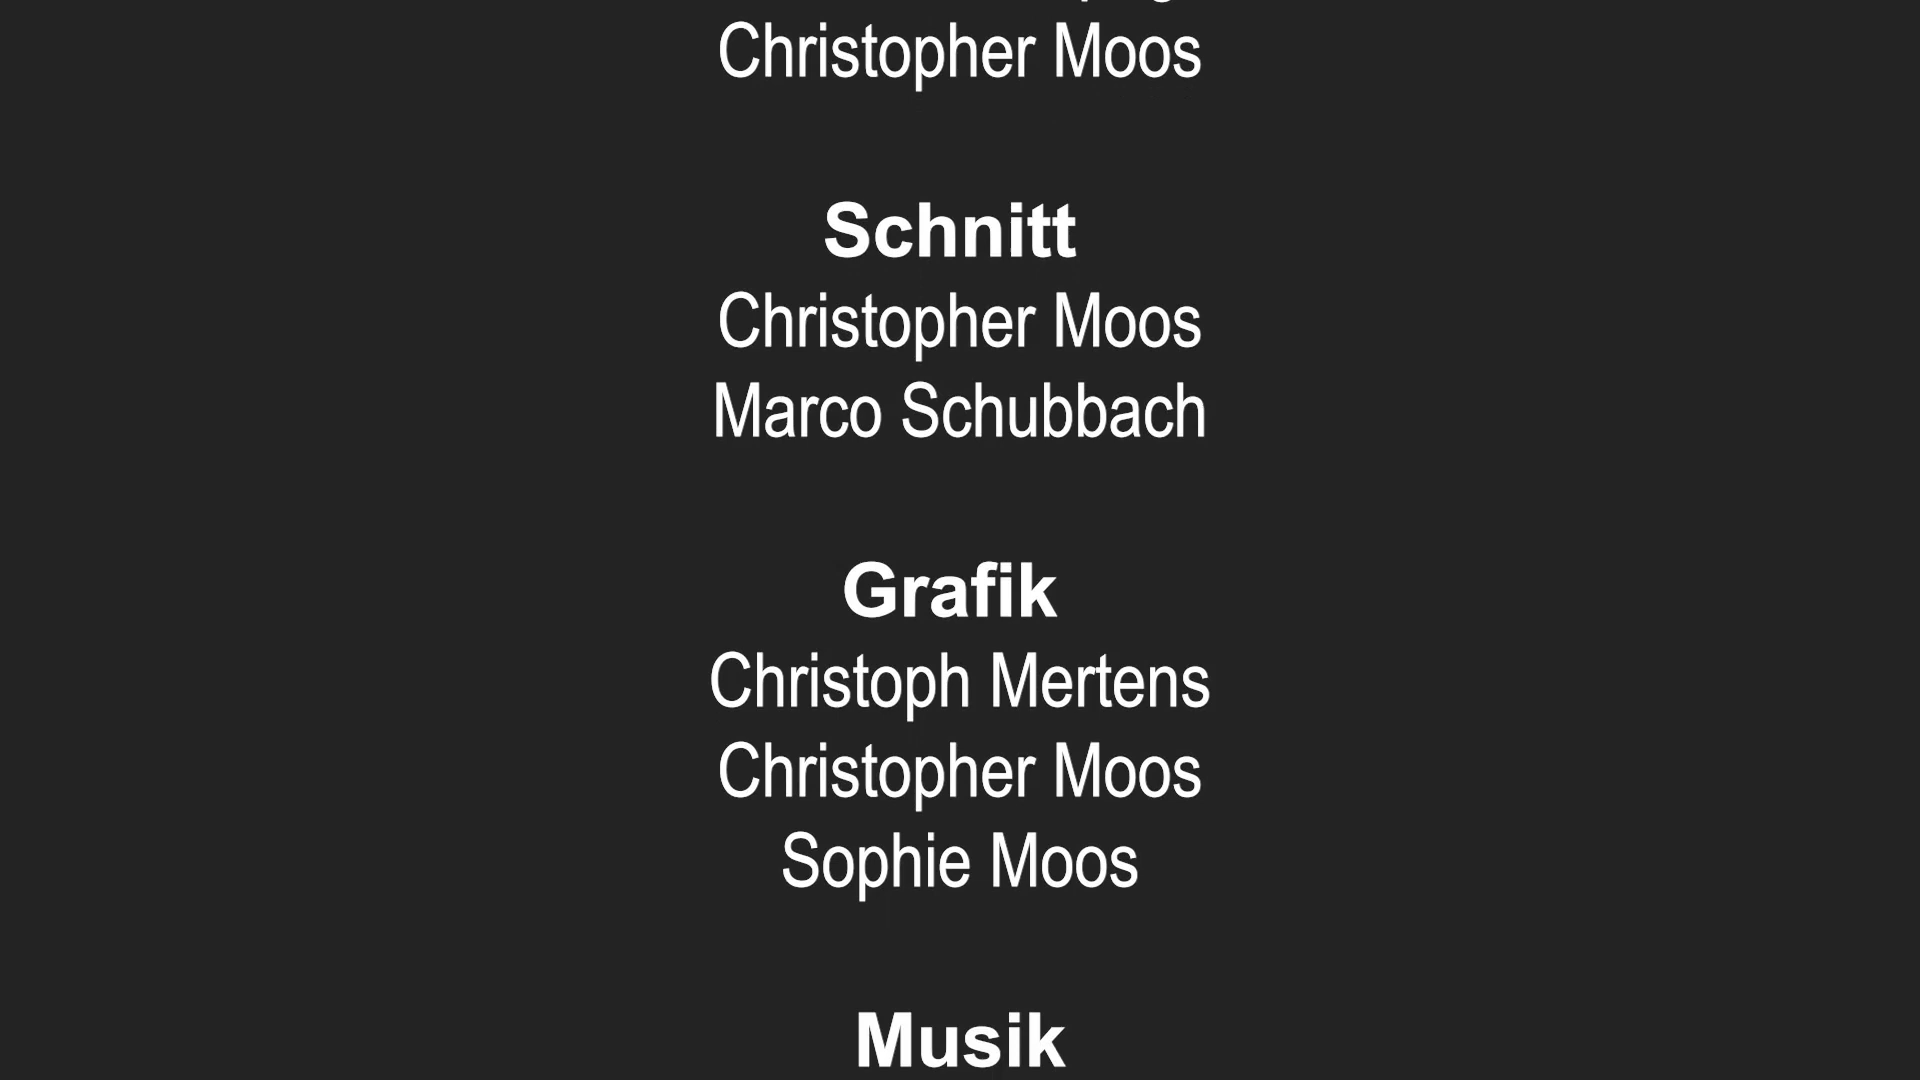 Christopher Moos
Schnitt
Christopher Moos
Marco Schubbach
Grafik
Christoph Mertens
Christopher Moos
Sophie Moos
Musik